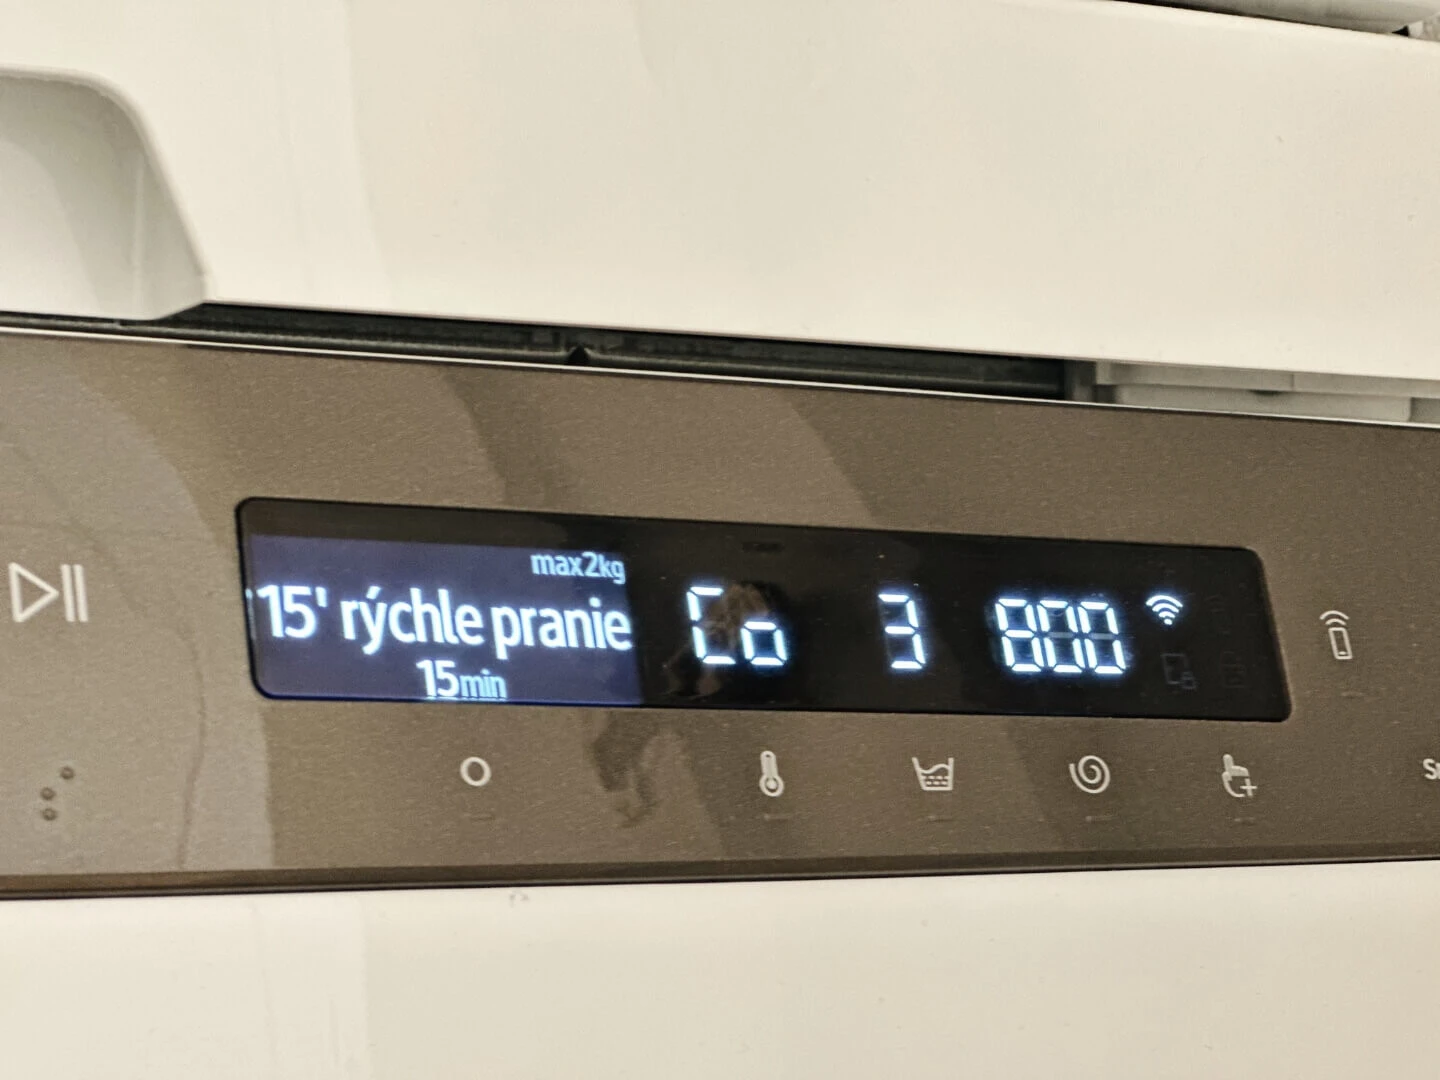 max2kg
15' rýchle pranie
15min
Co 3 800